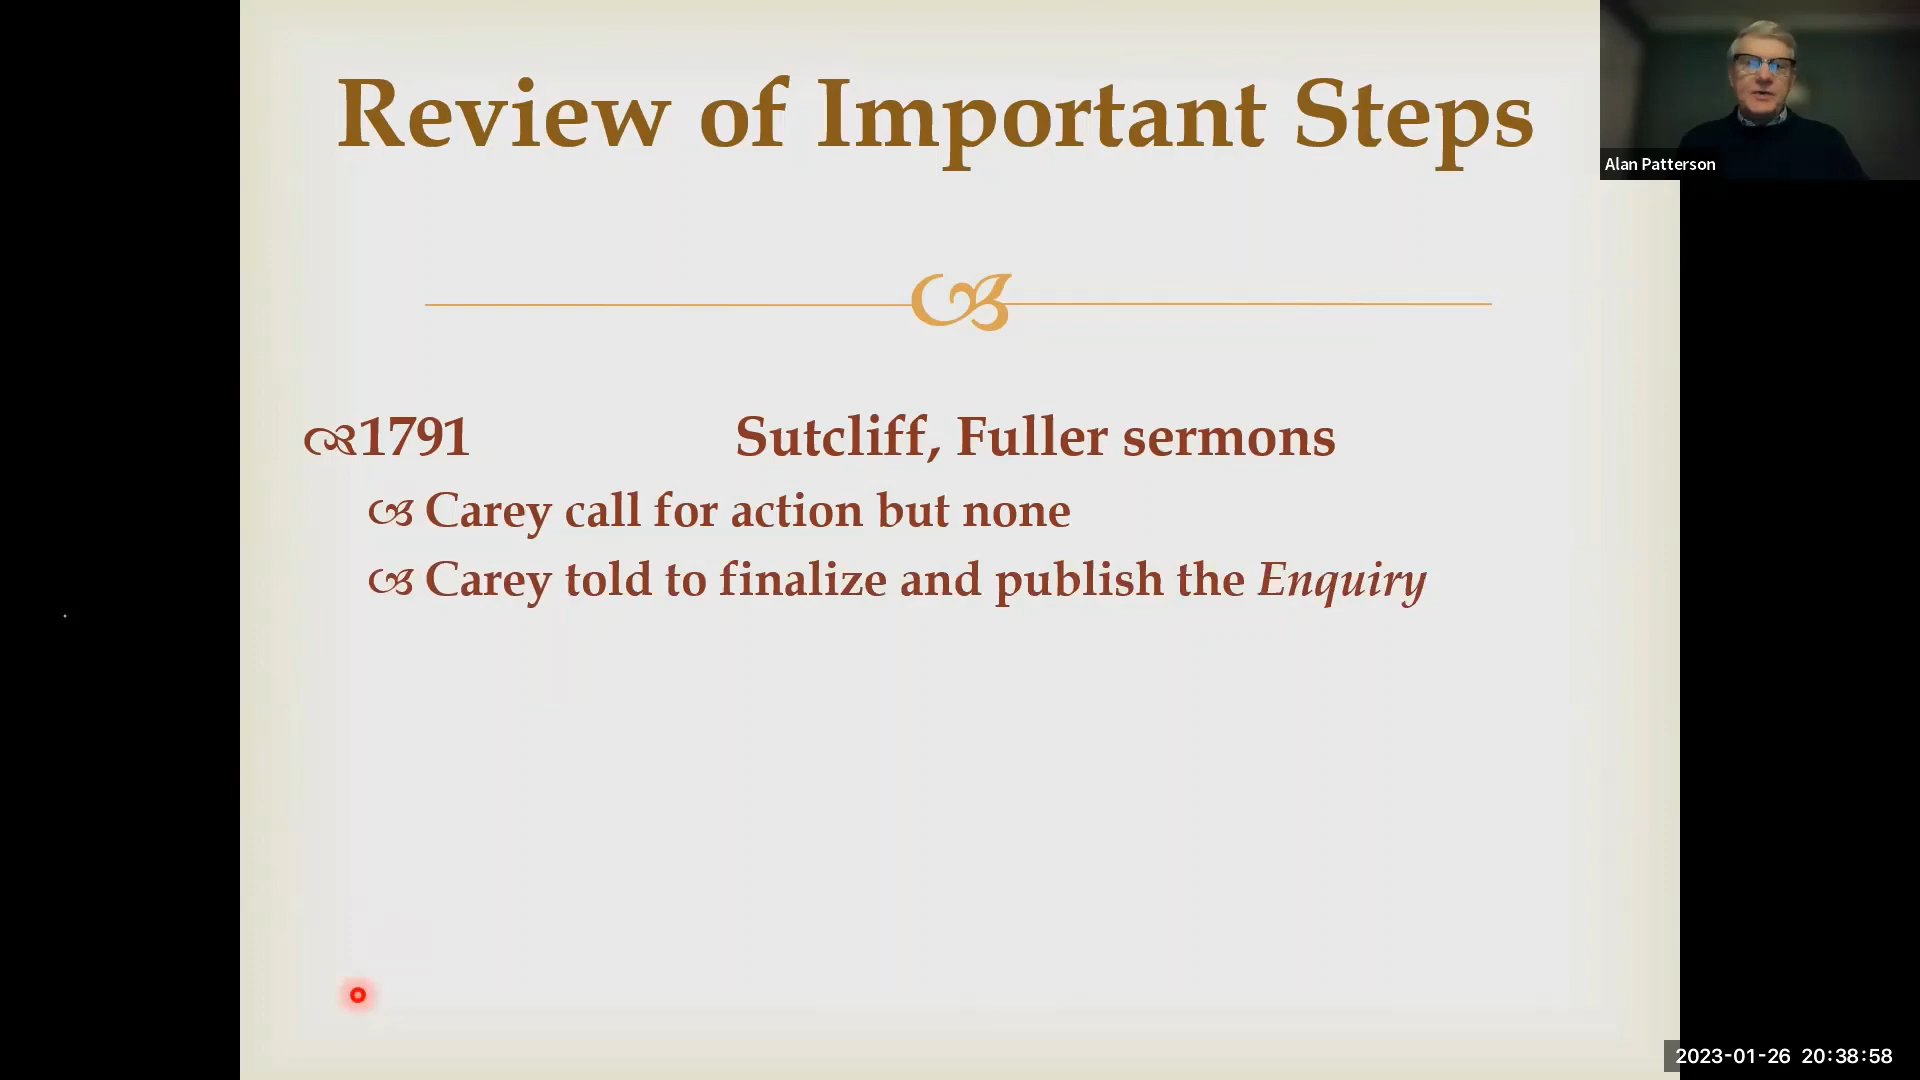 Review of Important Steps
Alan Patterson
1791 Sutcliff, Fuller sermons
Carey call for action but none
Carey told to finalize and publish the Enquiry
2023-01-26 20:38:58